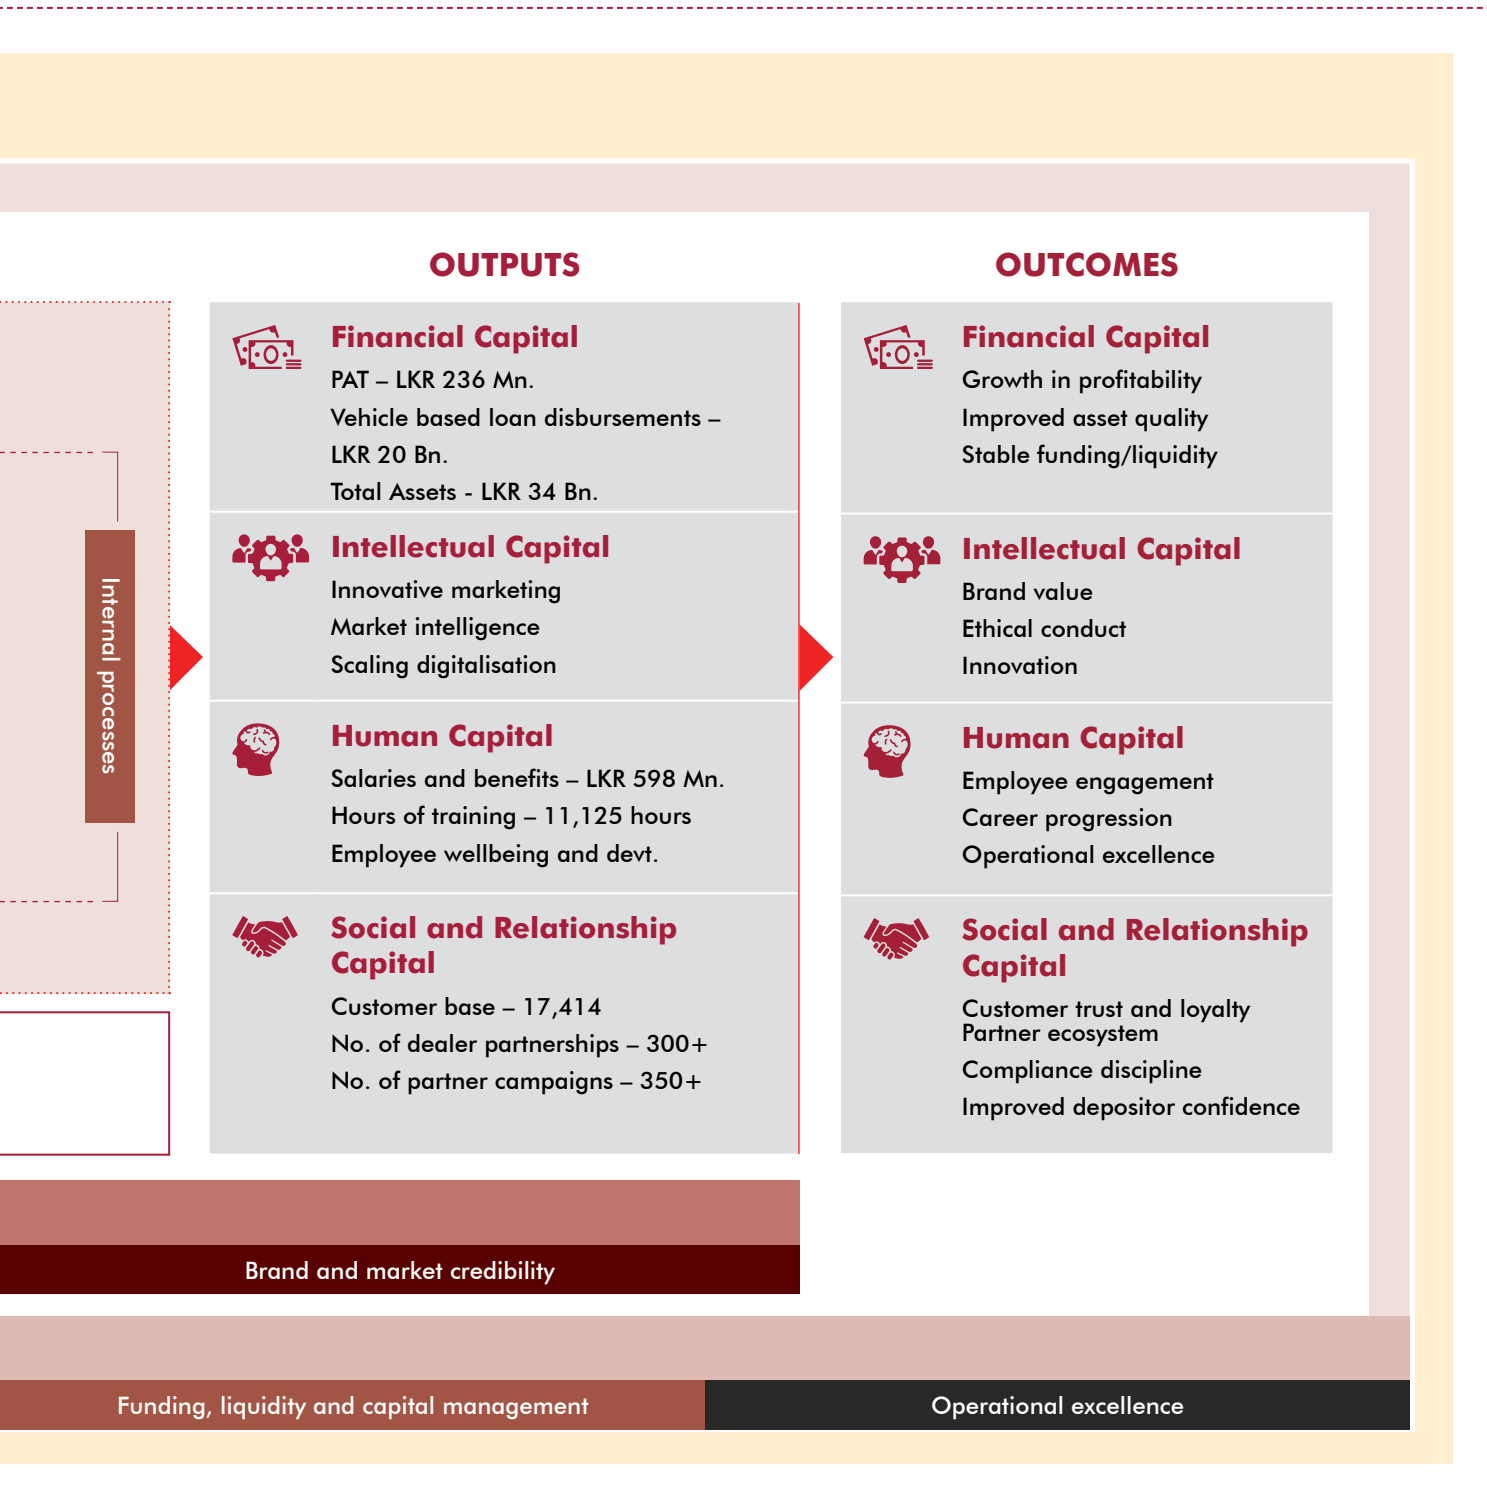 Internal processes
OUTPUTS
Financial Capital
PAT – LKR 236 Mn.
Vehicle based loan disbursements –
LKR 20 Bn.
Total Assets - LKR 34 Bn.
Intellectual Capital
Innovative marketing
Market intelligence
Scaling digitalisation
Human Capital
Salaries and benefits – LKR 598 Mn.
Hours of training – 11,125 hours
Employee wellbeing and devt.
Social and Relationship
Capital
Customer base – 17,414
No. of dealer partnerships – 300+
No. of partner campaigns – 350+
OUTCOMES
Financial Capital
Growth in profitability
Improved asset quality
Stable funding/liquidity
Intellectual Capital
Brand value
Ethical conduct
Innovation
Human Capital
Employee engagement
Career progression
Operational excellence
Social and Relationship
Capital
Customer trust and loyalty
Partner ecosystem
Compliance discipline
Improved depositor confidence
Brand and market credibility
Funding, liquidity and capital management
Operational excellence